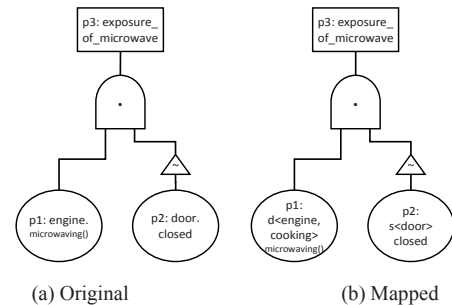 p3: exposure_
of_microwave
p3: exposure_
of_microwave
~
~
p1: engine.
microwaving()
p2: door.
closed
p1:
d<engine,
cooking>
microwaving()
p2:
s<door>
closed
(a) Original
(b) Mapped